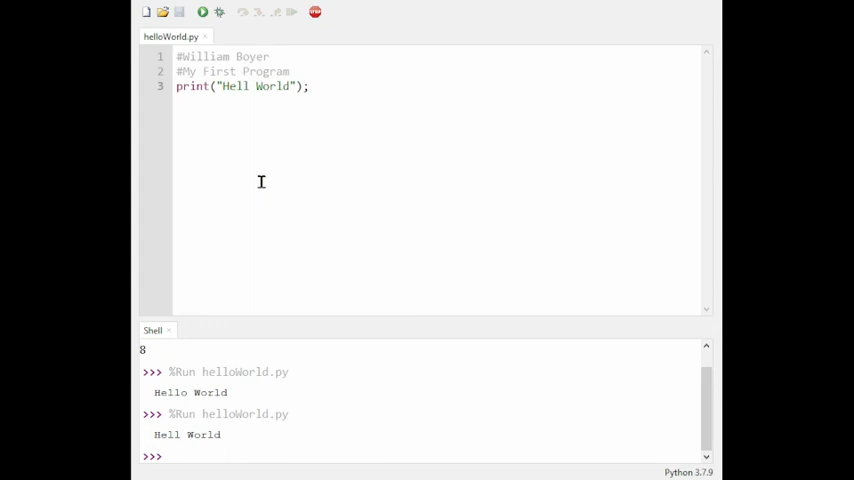 STOP
helloWorld.py ×
1 #William Boyer
2 #My First Program
3 print("Hell World");
Shell ×
8
>>> %Run helloWorld.py
Hello World
>>> %Run helloWorld.py
Hell World
>>>
Python 3.7.9